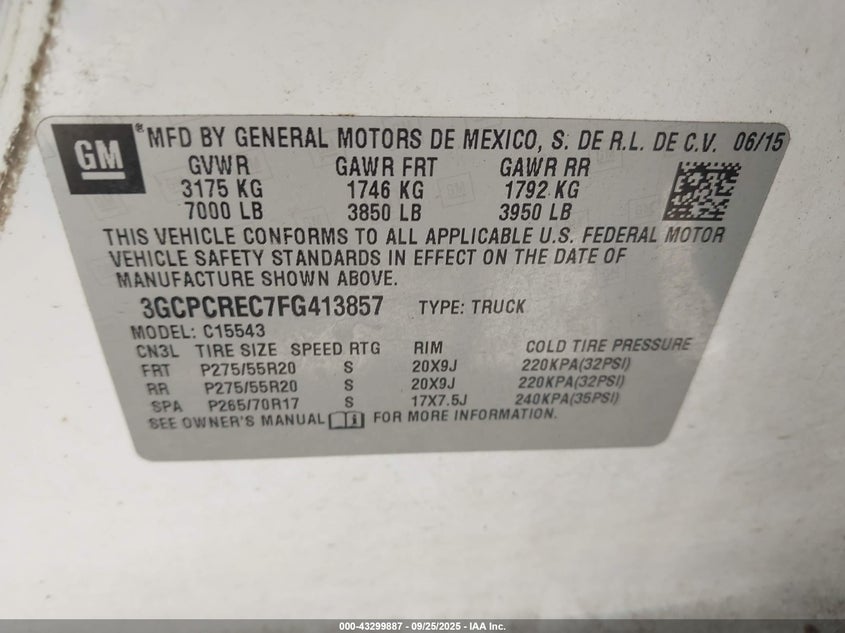 GM ® MFD BY GENERAL MOTORS DE MEXICO, S. DE R.L. DE C.V. 06/15
GVWR GAWR FRT GAWR RR
3175 KG 1746 KG 1792 KG
7000 LB 3850 LB 3950 LB
THIS VEHICLE CONFORMS TO ALL APPLICABLE U.S. FEDERAL MOTOR
VEHICLE SAFETY STANDARDS IN EFFECT ON THE DATE OF
MANUFACTURE SHOWN ABOVE.
3GCPCREC7FG413857 TYPE: TRUCK
MODEL: C15543
CN3L TIRE SIZE SPEED RTG RIM COLD TIRE PRESSURE
FRT P275/55R20 S 20X9J 220KPA(32PSI)
RR P275/55R20 S 20X9J 220KPA(32PSI)
SPA P265/70R17 S 17X7.5J 240KPA(35PSI)
SEE OWNER'S MANUAL i FOR MORE INFORMATION.
000-43299887 - 09/25/2025 - IAA Inc.